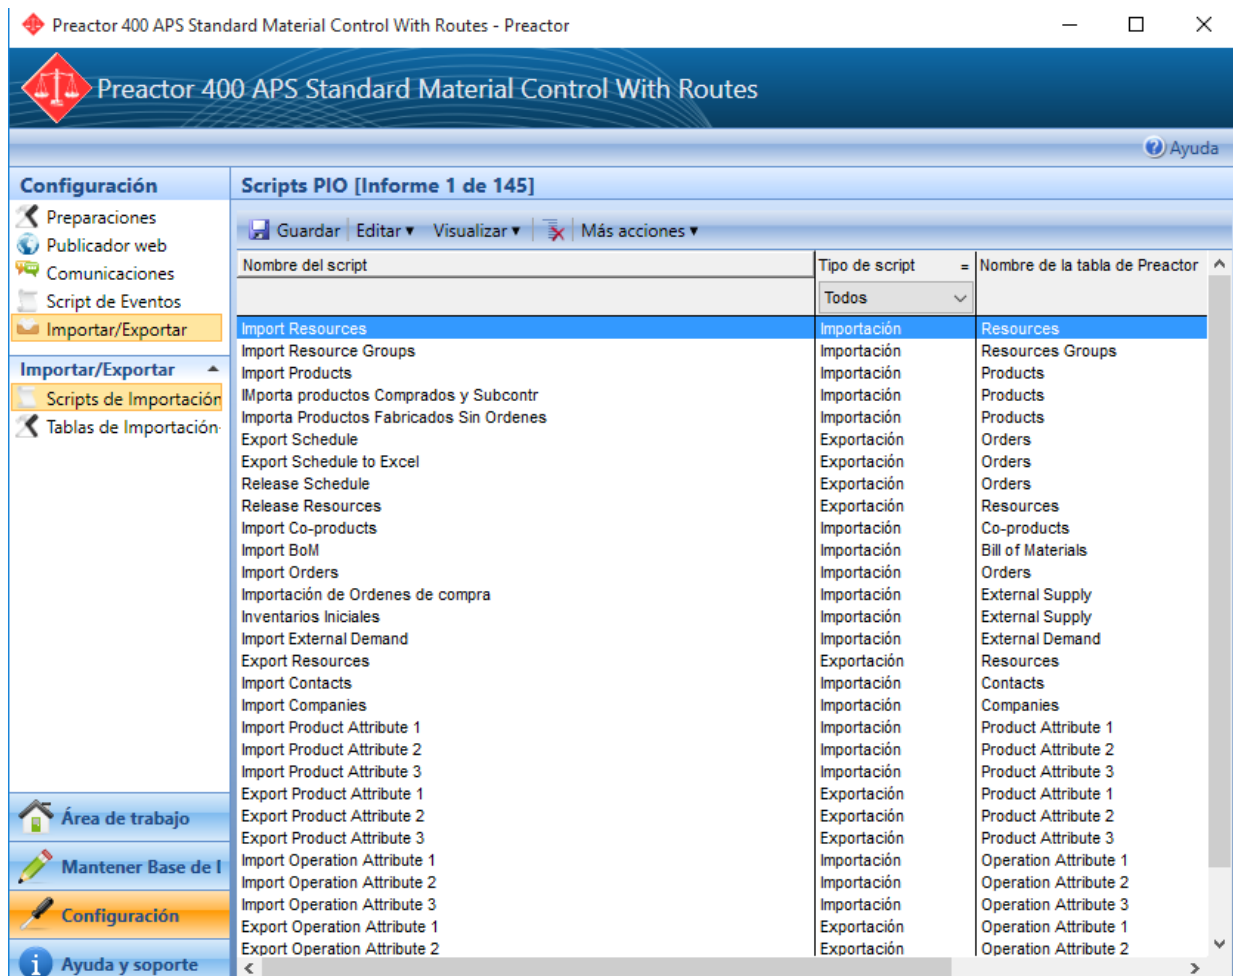 Preactor 400 APS Standard Material Control With Routes - Preactor
Preactor 400 APS Standard Material Control With Routes
Ayuda
Configuración
Preparaciones
Publicador web
Comunicaciones
Script de Eventos
Importar/Exportar
Importar/Exportar
Scripts de Importación
Tablas de Importación
Área de trabajo
Mantener Base de
Configuración
Ayuda y soporte
Scripts PIO [Informe 1 de 145]
Guardar Editar Visualizar Más acciones
Nombre del script Tipo de script = Nombre de la tabla de Preactor
Todos
Import Resources Importación Resources
Import Resource Groups Importación Resources Groups
Import Products Importación Products
IMporta productos Comprados y Subcontr Importación Products
Importa Productos Fabricados Sin Ordenes Importación Products
Export Schedule Exportación Orders
Export Schedule to Excel Exportación Orders
Release Schedule Exportación Orders
Release Resources Exportación Resources
Import Co-products Importación Co-products
Import BoM Importación Bill of Materials
Import Orders Importación Orders
Importación de Ordenes de compra Importación External Supply
Inventarios Iniciales Importación External Supply
Import External Demand Importación External Demand
Export Resources Exportación Resources
Import Contacts Importación Contacts
Import Companies Importación Companies
Import Product Attribute 1 Importación Product Attribute 1
Import Product Attribute 2 Importación Product Attribute 2
Import Product Attribute 3 Importación Product Attribute 3
Export Product Attribute 1 Exportación Product Attribute 1
Export Product Attribute 2 Exportación Product Attribute 2
Export Product Attribute 3 Exportación Product Attribute 3
Import Operation Attribute 1 Importación Operation Attribute 1
Import Operation Attribute 2 Importación Operation Attribute 2
Import Operation Attribute 3 Importación Operation Attribute 3
Export Operation Attribute 1 Exportación Operation Attribute 1
Export Operation Attribute 2 Exportación Operation Attribute 2